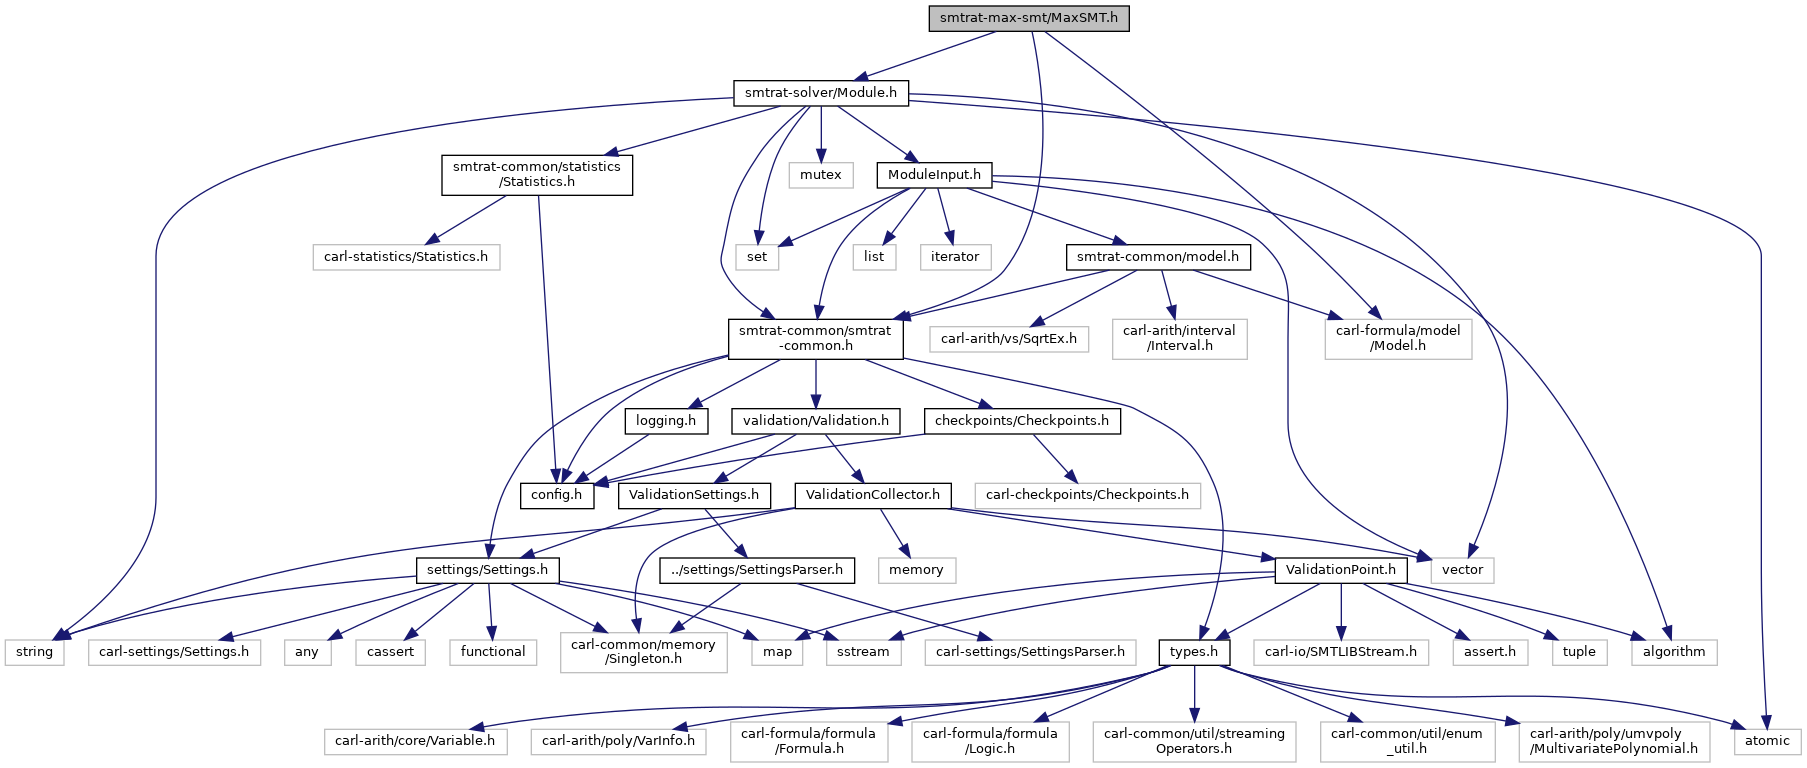 smtrat-max-smt/MaxSMT.h
smtrat-solver/Module.h
smtrat-common/statistics
/Statistics.h
mutex
ModuleInput.h
carl-statistics/Statistics.h
set
list
iterator
smtrat-common/model.h
smtrat-common/smtrat
-common.h
carl-arith/vs/SqrtEx.h
carl-arith/interval
/Interval.h
carl-formula/model
/Model.h
logging.h
validation/Validation.h
checkpoints/Checkpoints.h
config.h
ValidationSettings.h
ValidationCollector.h
carl-checkpoints/Checkpoints.h
settings/Settings.h
../settings/SettingsParser.h
memory
ValidationPoint.h
vector
string
carl-settings/Settings.h
any
cassert
functional
carl-common/memory
/Singleton.h
map
sstream
carl-settings/SettingsParser.h
types.h
carl-io/SMTLIBStream.h
assert.h
tuple
algorithm
carl-arith/core/Variable.h
carl-arith/poly/VarInfo.h
carl-formula/formula
/Formula.h
carl-formula/formula
/Logic.h
carl-common/util/streaming
Operators.h
carl-common/util/enum
_util.h
carl-arith/poly/umvpoly
/MultivariatePolynomial.h
atomic